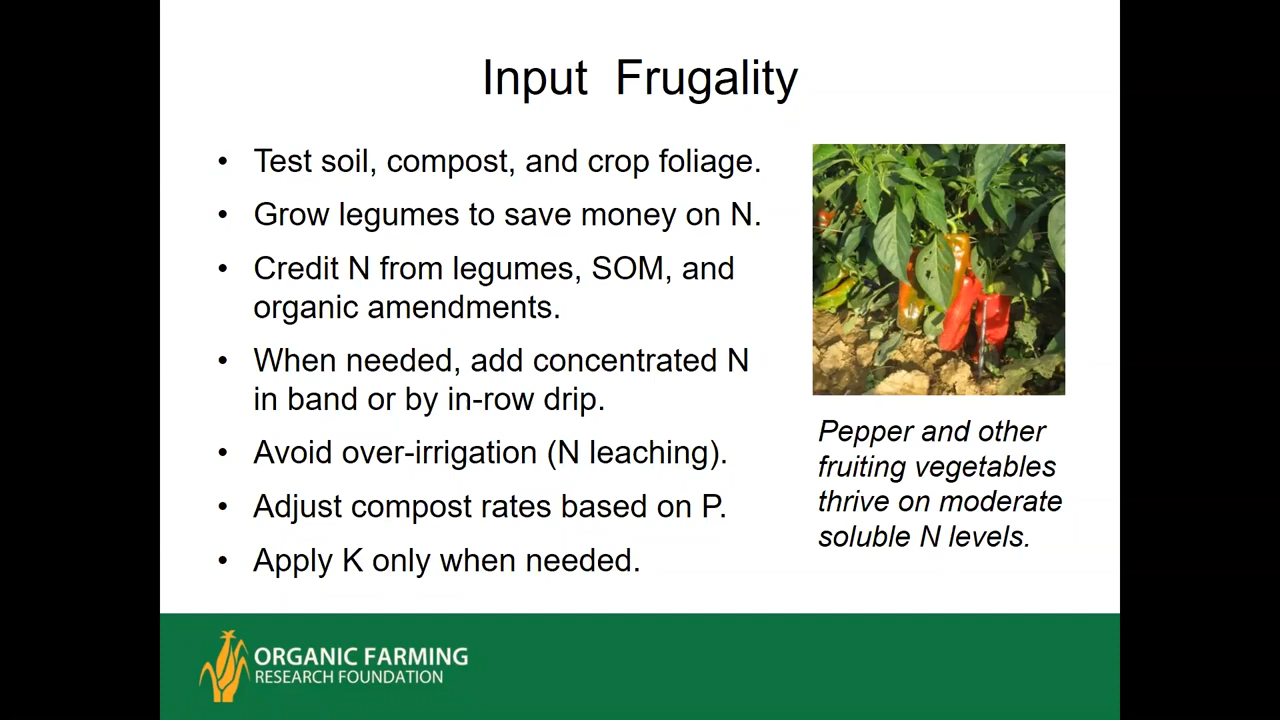 Input Frugality
• Test soil, compost, and crop foliage.
• Grow legumes to save money on N.
• Credit N from legumes, SOM, and
organic amendments.
• When needed, add concentrated N
in band or by in-row drip.
• Avoid over-irrigation (N leaching).
• Adjust compost rates based on P.
• Apply K only when needed.
Pepper and other
fruiting vegetables
thrive on moderate
soluble N levels.
ORGANIC FARMING
RESEARCH FOUNDATION